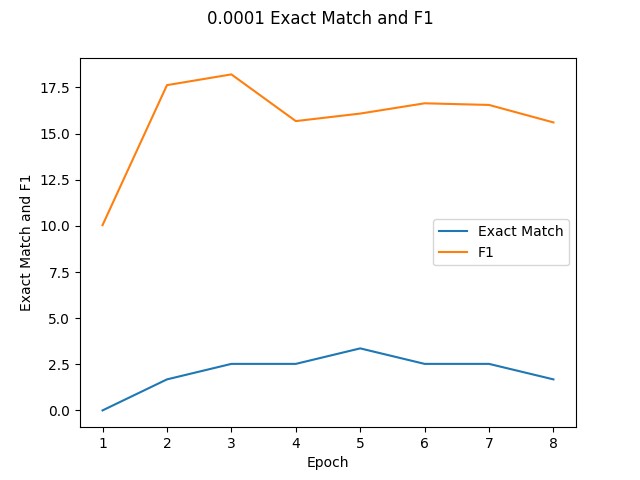 0.0001 Exact Match and F1
Exact Match and F1
17.5
15.0
12.5
10.0
7.5
5.0
2.5
0.0
Exact Match
F1
1 2 3 4 5 6 7 8
Epoch